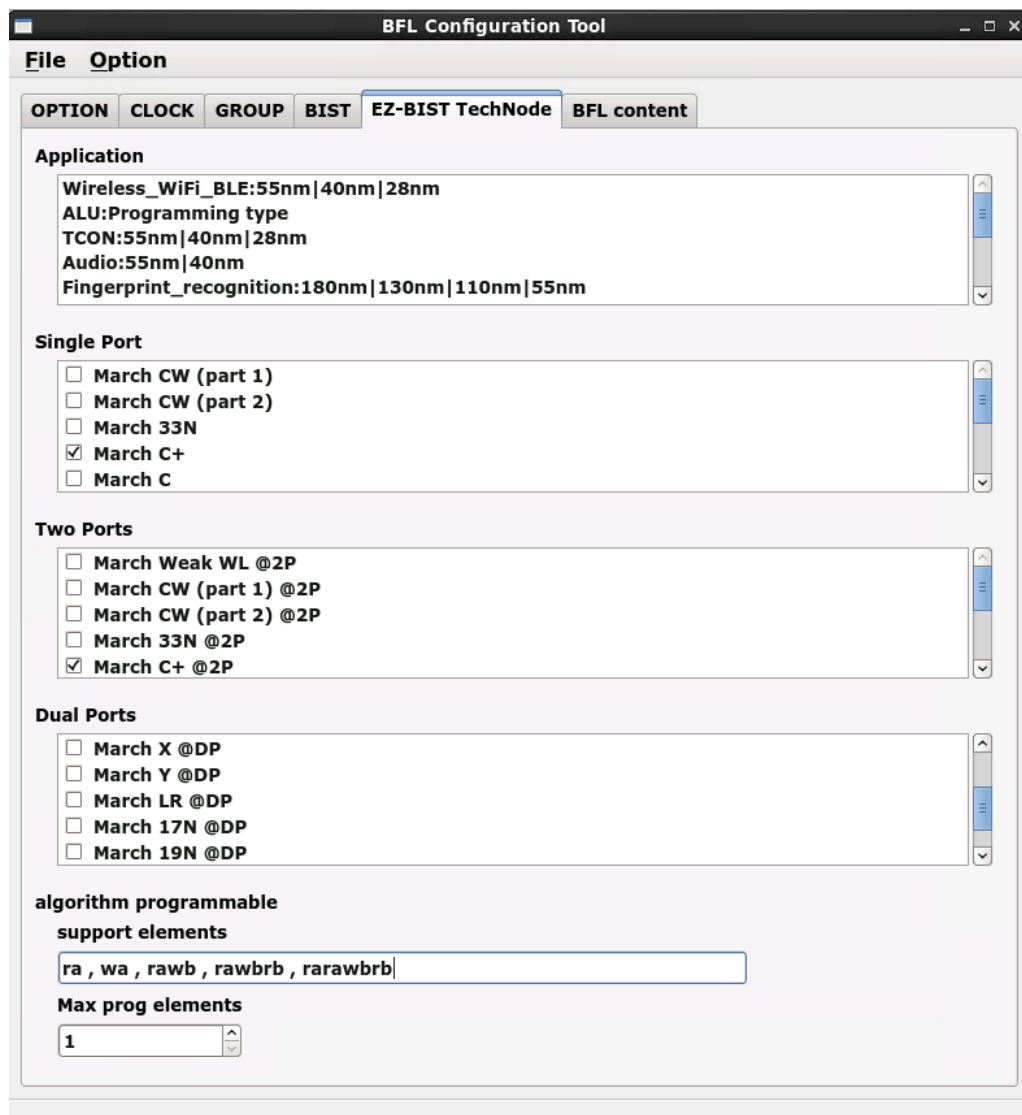 BFL Configuration Tool
File Option
OPTION CLOCK GROUP BIST EZ-BIST TechNode BFL content
Application
Wireless_WiFi_BLE:55nm|40nm|28nm
ALU:Programming type
TCON:55nm|40nm|28nm
Audio:55nm|40nm
Fingerprint_recognition:180nm|130nm|110nm|55nm
Single Port
March CW (part 1)
March CW (part 2)
March 33N
March C+
March C
Two Ports
March Weak WL @2P
March CW (part 1) @2P
March CW (part 2) @2P
March 33N @2P
March C+ @2P
Dual Ports
March X @DP
March Y @DP
March LR @DP
March 17N @DP
March 19N @DP
algorithm programmable
support elements
ra , wa , rawb , rawbrb , rarawbrb
Max prog elements
1